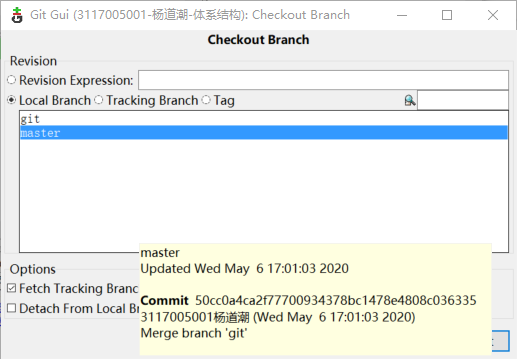 Git Gui (3117005001-杨道潮-体系结构): Checkout Branch
Checkout Branch
Revision
Revision Expression:
Local Branch Tracking Branch Tag
git
master
master
Updated Wed May 6 17:01:03 2020
Options
Fetch Tracking Branc
Commit 50cc0a4ca2f77700934378bc1478e4808c036335
Detach From Local Br
3117005001杨道潮 (Wed May 6 17:01:03 2020)
Merge branch 'git'